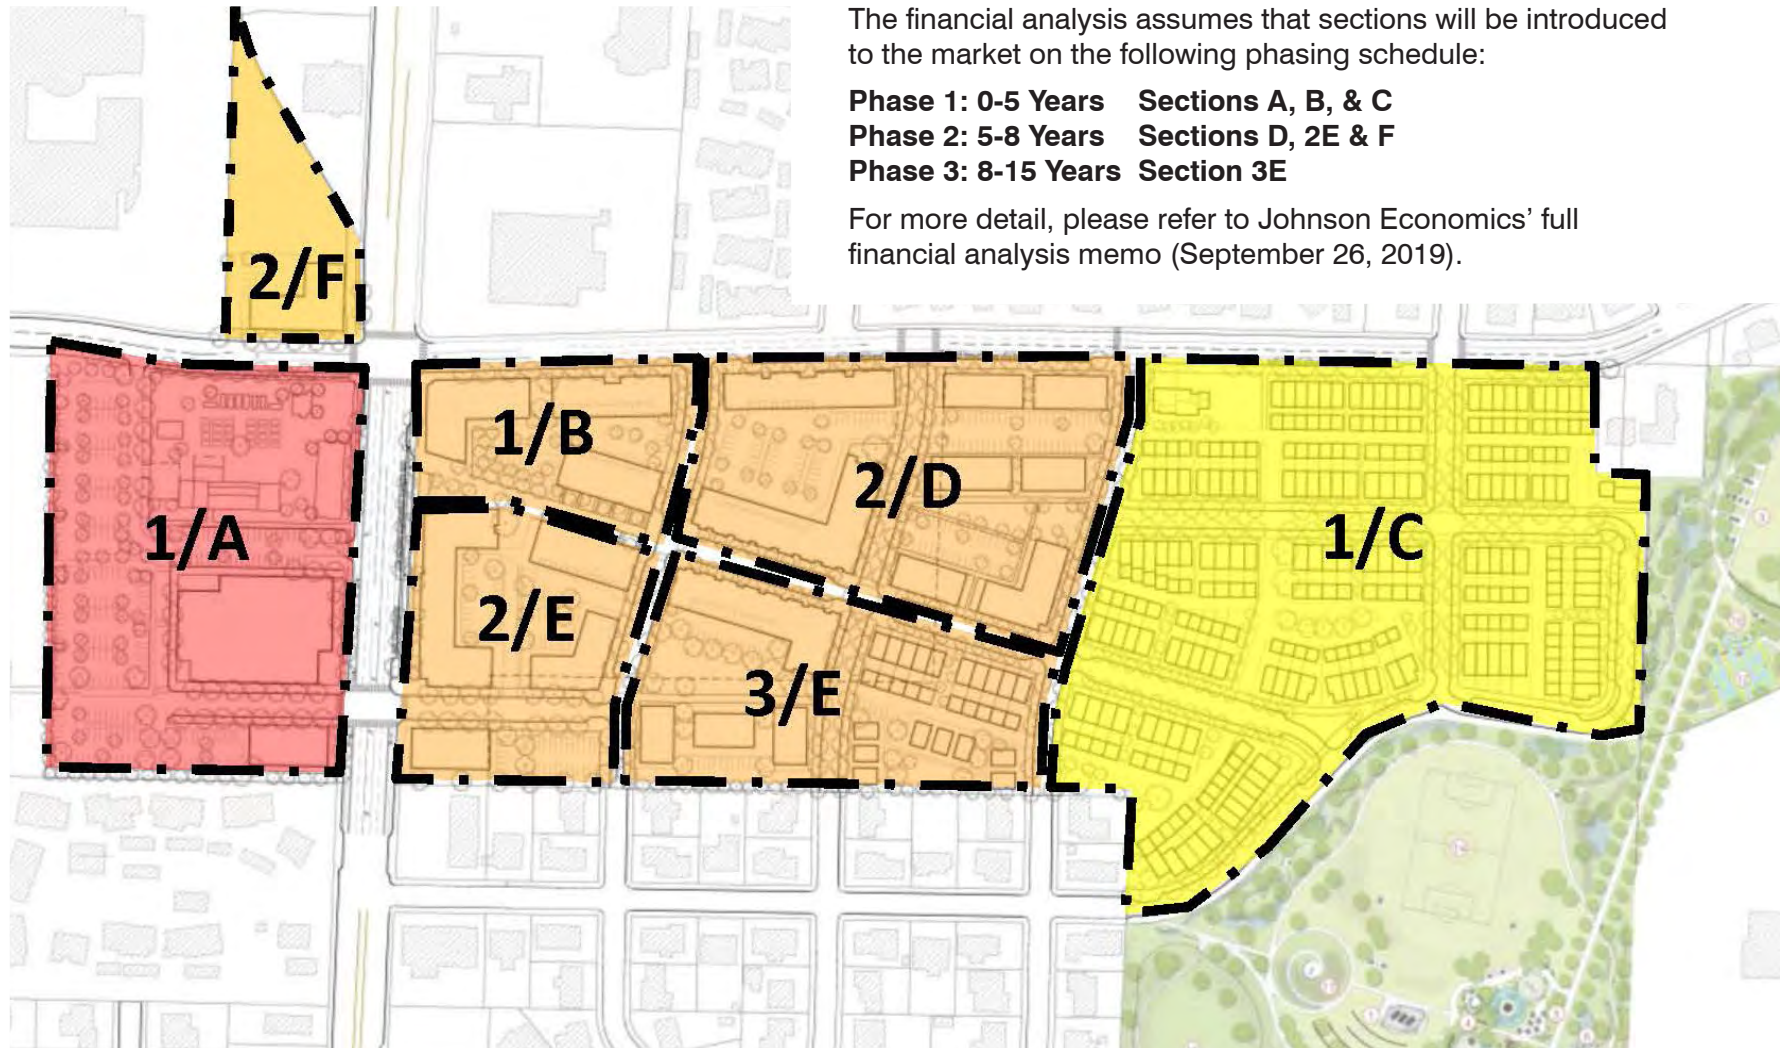 The financial analysis assumes that sections will be introduced
to the market on the following phasing schedule:
Phase 1: 0-5 Years Sections A, B, & C
Phase 2: 5-8 Years Sections D, 2E & F
Phase 3: 8-15 Years Section 3E
For more detail, please refer to Johnson Economics’ full
financial analysis memo (September 26, 2019).
2/F
1/A
1/B
2/E
2/D
3/E
1/C